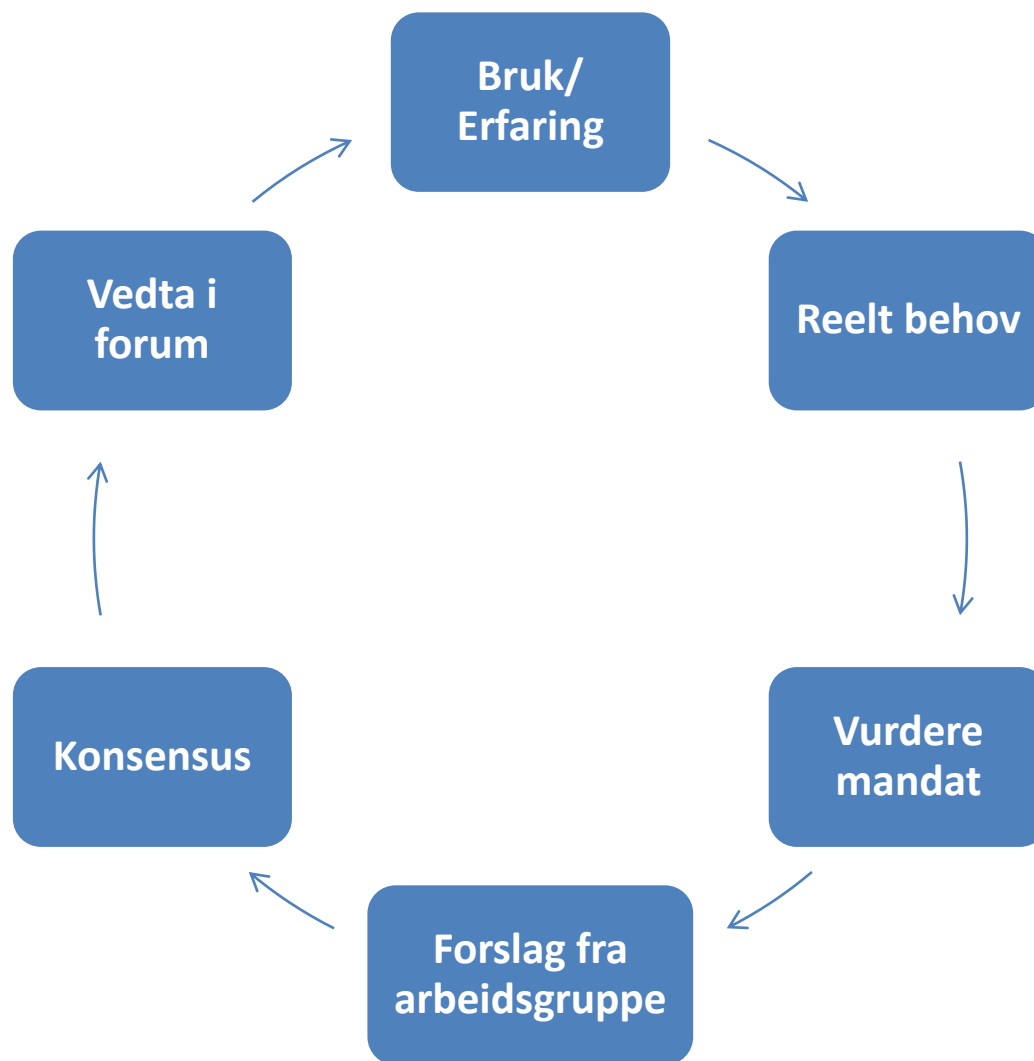 Bruk/
Erfaring
Reelt behov
Vurdere
mandat
Forslag fra
arbeidsgruppe
Konsensus
Vedta i
forum